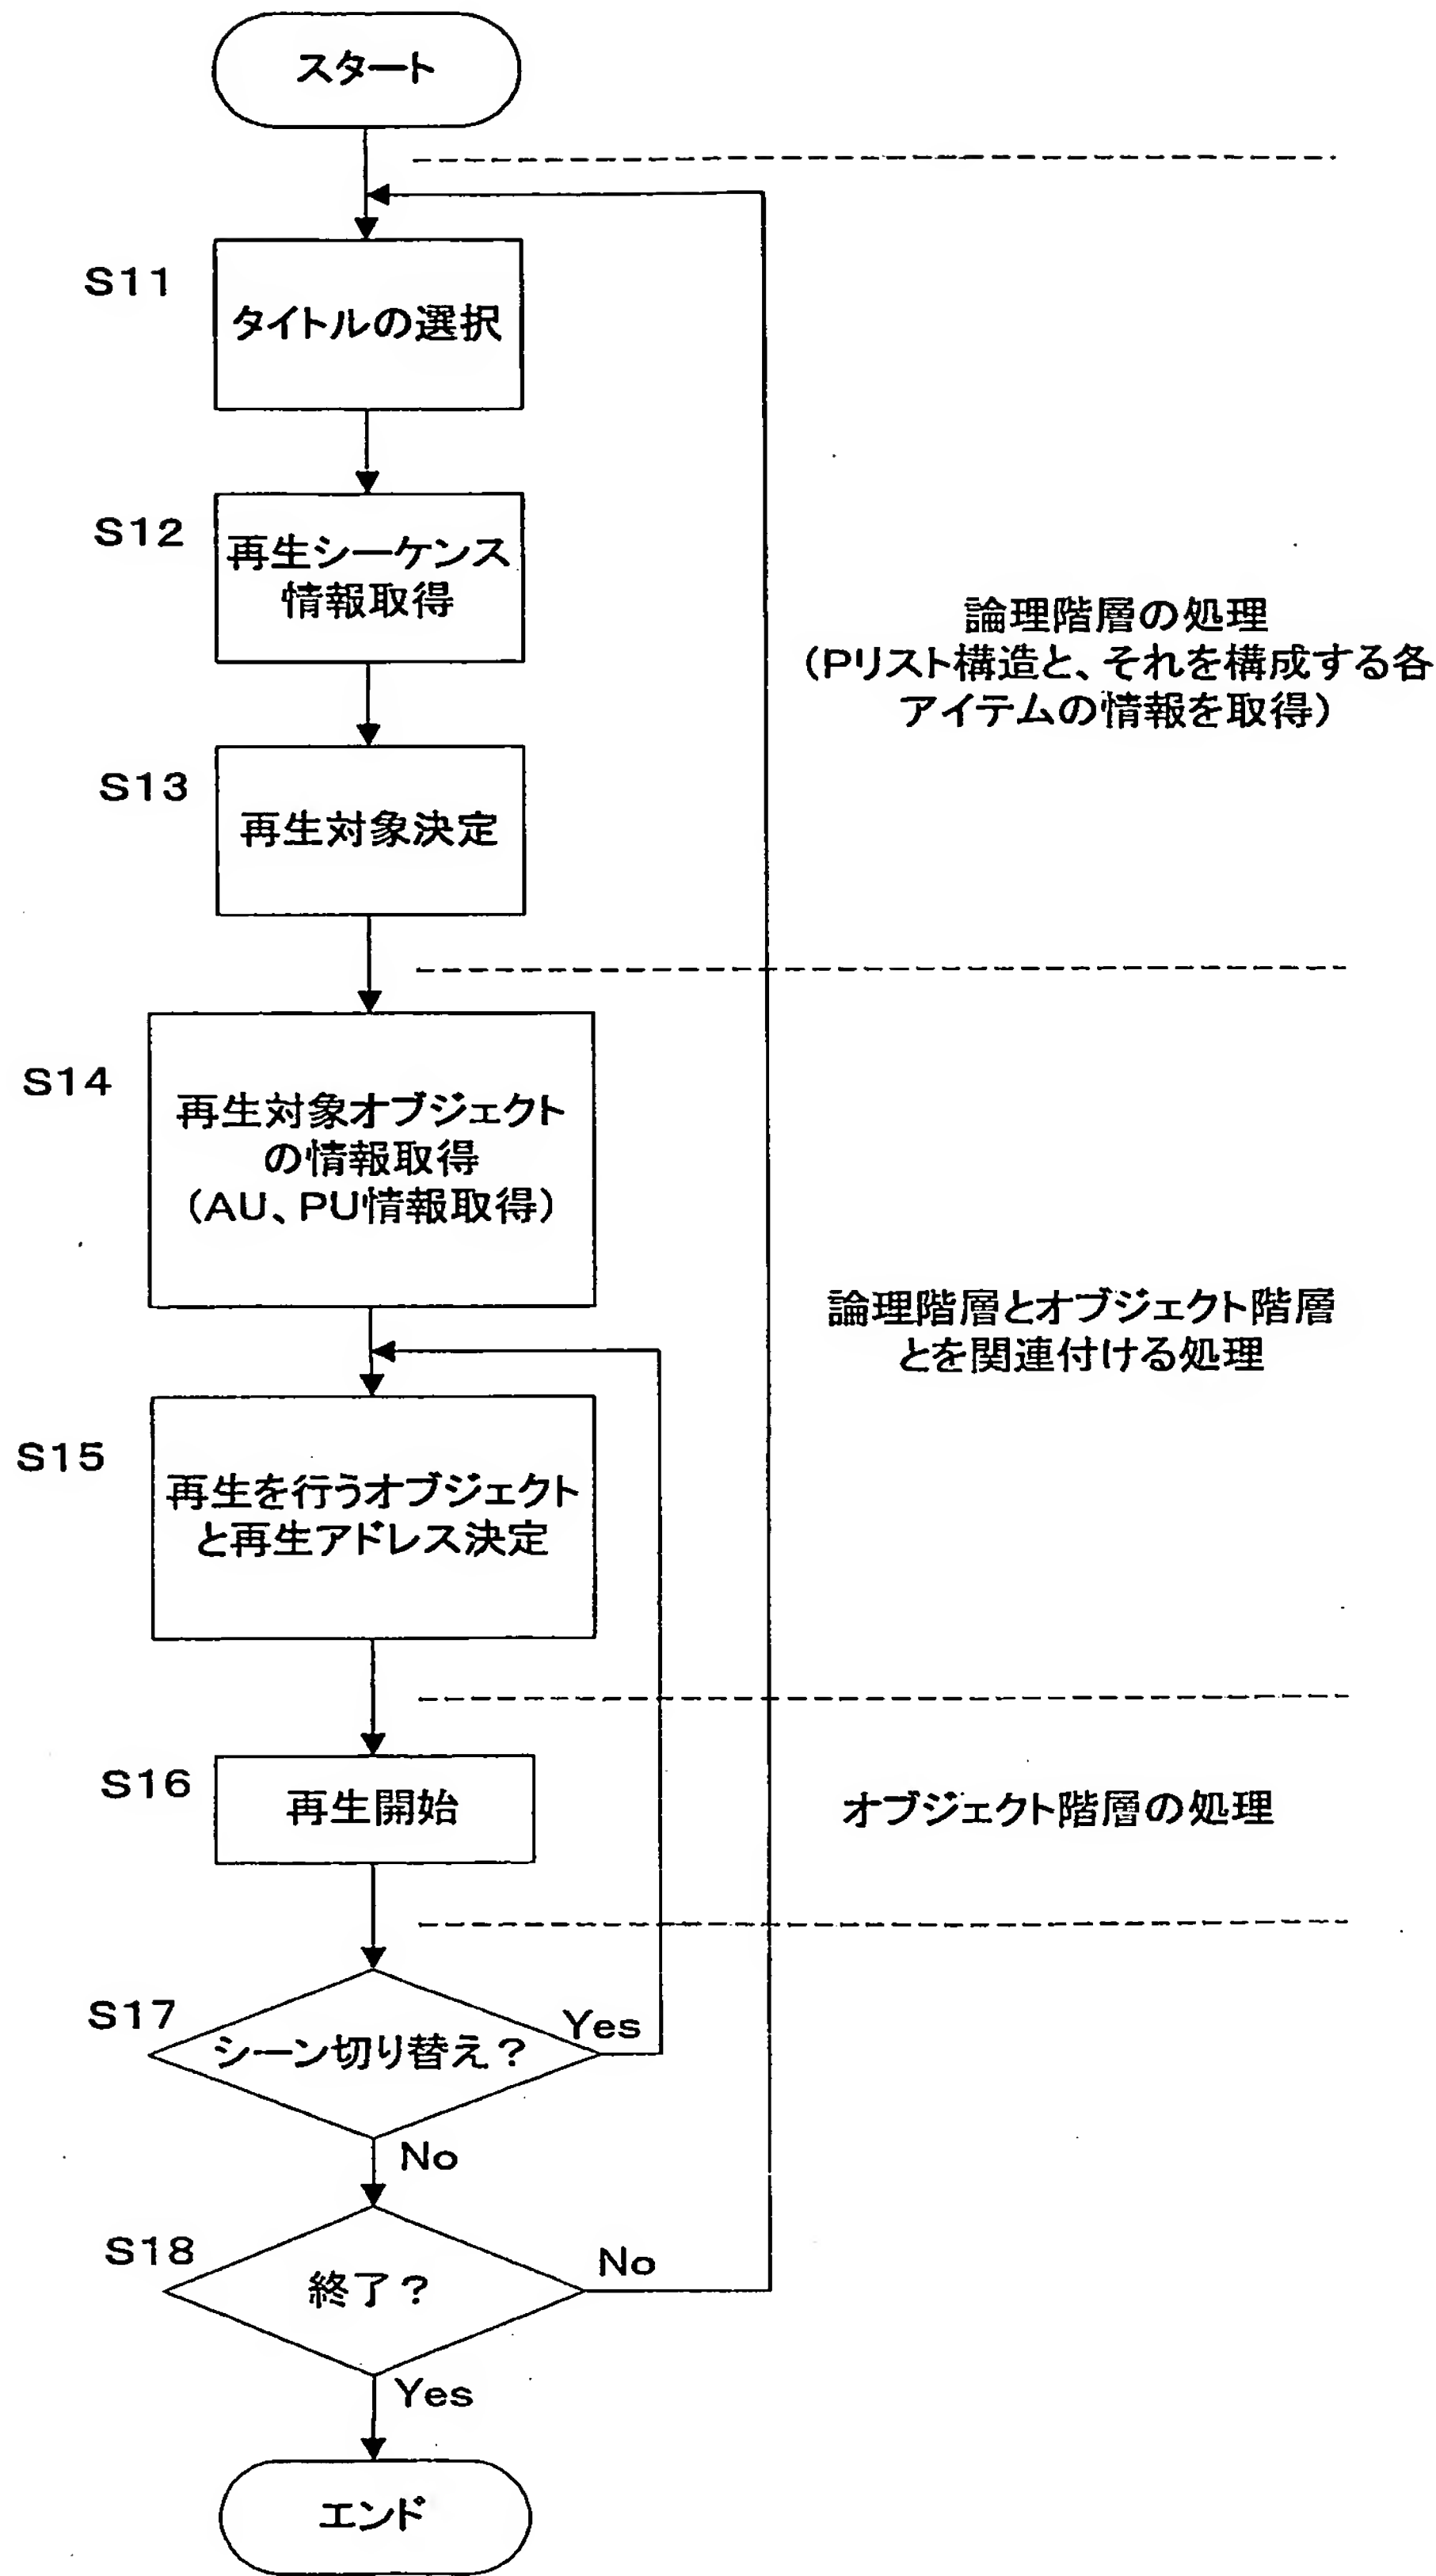 スタート
S11
タイトルの選択
S12
再生シーケンス
情報取得
論理階層の処理
（Pリスト構造と、それを構成する各
アイテムの情報を取得）
S13
再生対象決定
S14
再生対象オブジェクト
の情報取得
（AU、PU情報取得）
論理階層とオブジェクト階層
とを関連付ける処理
S15
再生を行うオブジェクト
と再生アドレス決定
S16
再生開始
オブジェクト階層の処理
S17
シーン切り替え？
Yes
No
S18
終了？
No
Yes
エンド